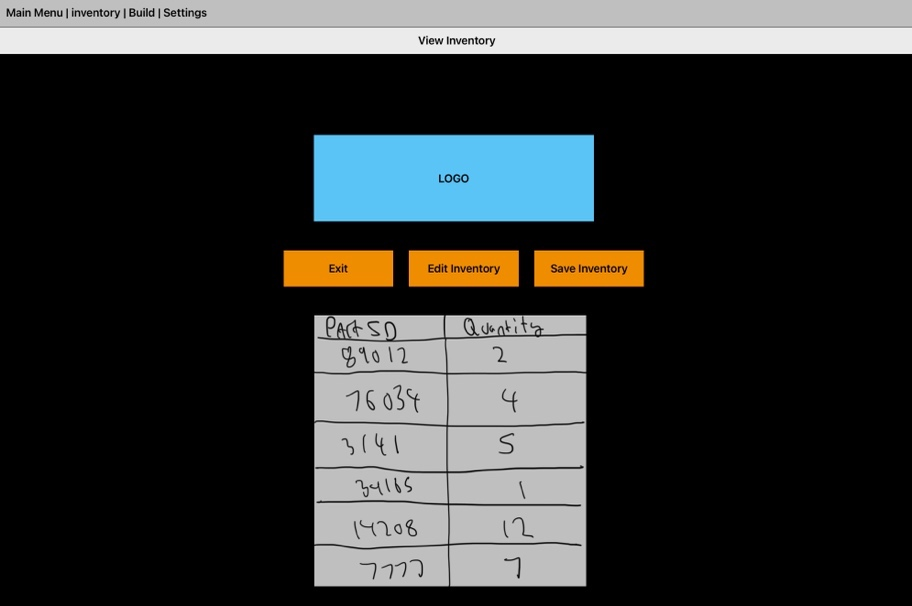 Main Menu | inventory | Build | Settings
View Inventory
LOGO
Exit Edit Inventory Save Inventory
Part ID Quantity
89012 2
76034 4
3141 5
34165 1
14208 12
7777 7